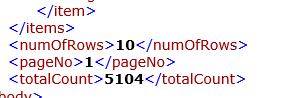 </item>
</items>
<numOfRows>10</numOfRows>
<pageNo>1</pageNo>
<totalCount>5104</totalCount>
body>